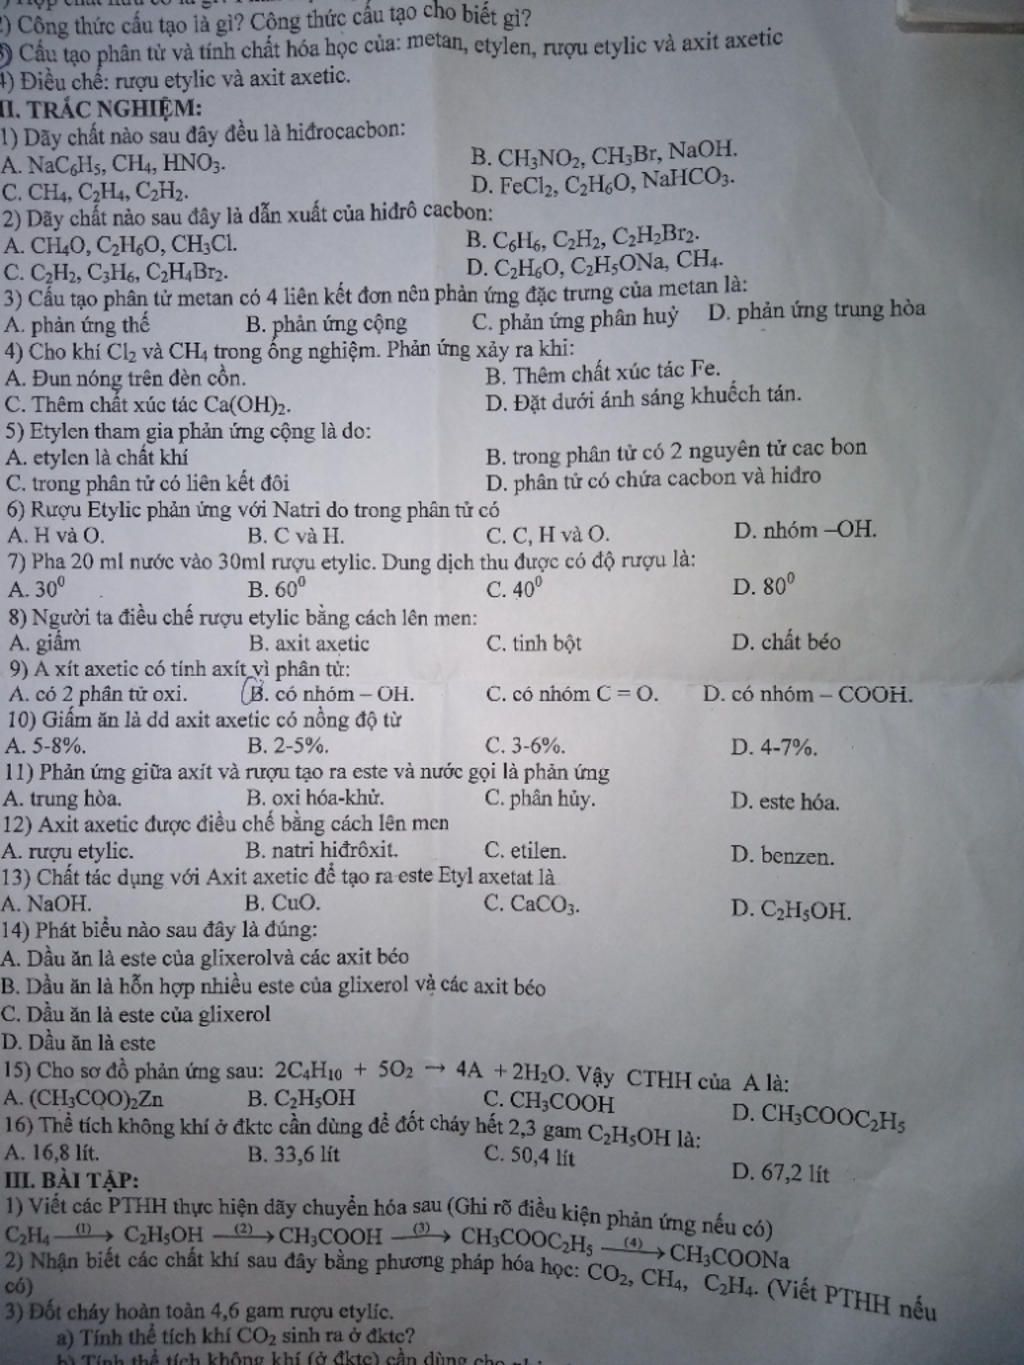 2) Công thức cấu tạo là gì? Công thức cấu tạo cho biết gì?
3) Cấu tạo phân tử và tính chất hóa học của: metan, etylen, rượu etylic và axit axetic
4) Điều chế: rượu etylic và axit axetic.
II. TRẮC NGHIỆM:
1) Dãy chất nào sau đây đều là hiđrocacbon:
A. NaC₆H₅, CH₄, HNO₃. B. CH₃NO₂, CH₃Br, NaOH.
C. CH₄, C₂H₄, C₂H₂. D. FeCl₂, C₂H₆O, NaHCO₃.
2) Dãy chất nào sau đây là dẫn xuất của hiđrô cacbon:
A. CH₄O, C₂H₆O, CH₃Cl. B. C₆H₆, C₂H₂, C₂H₂Br₂.
C. C₂H₂, C₃H₆, C₂H₄Br₂. D. C₂H₆O, C₂H₅ONa, CH₄.
3) Cấu tạo phân tử metan có 4 liên kết đơn nên phản ứng đặc trưng của metan là:
A. phản ứng thế B. phản ứng cộng C. phản ứng phân huỷ D. phản ứng trung hòa
4) Cho khí Cl₂ và CH₄ trong ống nghiệm. Phản ứng xảy ra khi:
A. Đun nóng trên đèn cồn. B. Thêm chất xúc tác Fe.
C. Thêm chất xúc tác Ca(OH)₂. D. Đặt dưới ánh sáng khuếch tán.
5) Etylen tham gia phản ứng cộng là do:
A. etylen là chất khí B. trong phân tử có 2 nguyên tử cac bon
C. trong phân tử có liên kết đôi D. phân tử có chứa cacbon và hiđro
6) Rượu Etylic phản ứng với Natri do trong phân tử có
A. H và O. B. C và H. C. C, H và O. D. nhóm –OH.
7) Pha 20 ml nước vào 30ml rượu etylic. Dung dịch thu được có độ rượu là:
A. 30⁰ B. 60⁰ C. 40⁰ D. 80⁰
8) Người ta điều chế rượu etylic bằng cách lên men:
A. giấm B. axit axetic C. tinh bột D. chất béo
9) A xít axetic có tính axít vì phân tử:
A. có 2 phân tử oxi. B. có nhóm – OH. C. có nhóm C = O. D. có nhóm – COOH.
10) Giấm ăn là dd axit axetic có nồng độ từ
A. 5-8%. B. 2-5%. C. 3-6%. D. 4-7%.
11) Phản ứng giữa axít và rượu tạo ra este và nước gọi là phản ứng
A. trung hòa. B. oxi hóa-khử. C. phân hủy. D. este hóa.
12) Axit axetic được điều chế bằng cách lên men
A. rượu etylic. B. natri hiđrôxit. C. etilen. D. benzen.
13) Chất tác dụng với Axit axetic để tạo ra este Etyl axetat là
A. NaOH. B. CuO. C. CaCO₃. D. C₂H₅OH.
14) Phát biểu nào sau đây là đúng:
A. Dầu ăn là este của glixerolvà các axit béo
B. Dầu ăn là hỗn hợp nhiều este của glixerol và các axit béo
C. Dầu ăn là este của glixerol
D. Dầu ăn là este
15) Cho sơ đồ phản ứng sau: 2C₄H₁₀ + 5O₂ → 4A + 2H₂O. Vậy CTHH của A là:
A. (CH₃COO)₂Zn B. C₂H₅OH C. CH₃COOH D. CH₃COOC₂H₅
16) Thể tích không khí ở đktc cần dùng để đốt cháy hết 2,3 gam C₂H₅OH là:
A. 16,8 lít. B. 33,6 lít C. 50,4 lít D. 67,2 lít
III. BÀI TẬP:
1) Viết các PTHH thực hiện dãy chuyển hóa sau (Ghi rõ điều kiện phản ứng nếu có)
C₂H₄ —(1)→ C₂H₅OH —(2)→ CH₃COOH —(3)→ CH₃COOC₂H₅ —(4)→ CH₃COONa
2) Nhận biết các chất khí sau đây bằng phương pháp hóa học: CO₂, CH₄, C₂H₄. (Viết PTHH nếu
có)
3) Đốt cháy hoàn toàn 4,6 gam rượu etylic.
a) Tính thể tích khí CO₂ sinh ra ở đktc?
b) Tính thể tích không khí (ở đktc) cần dùng cho